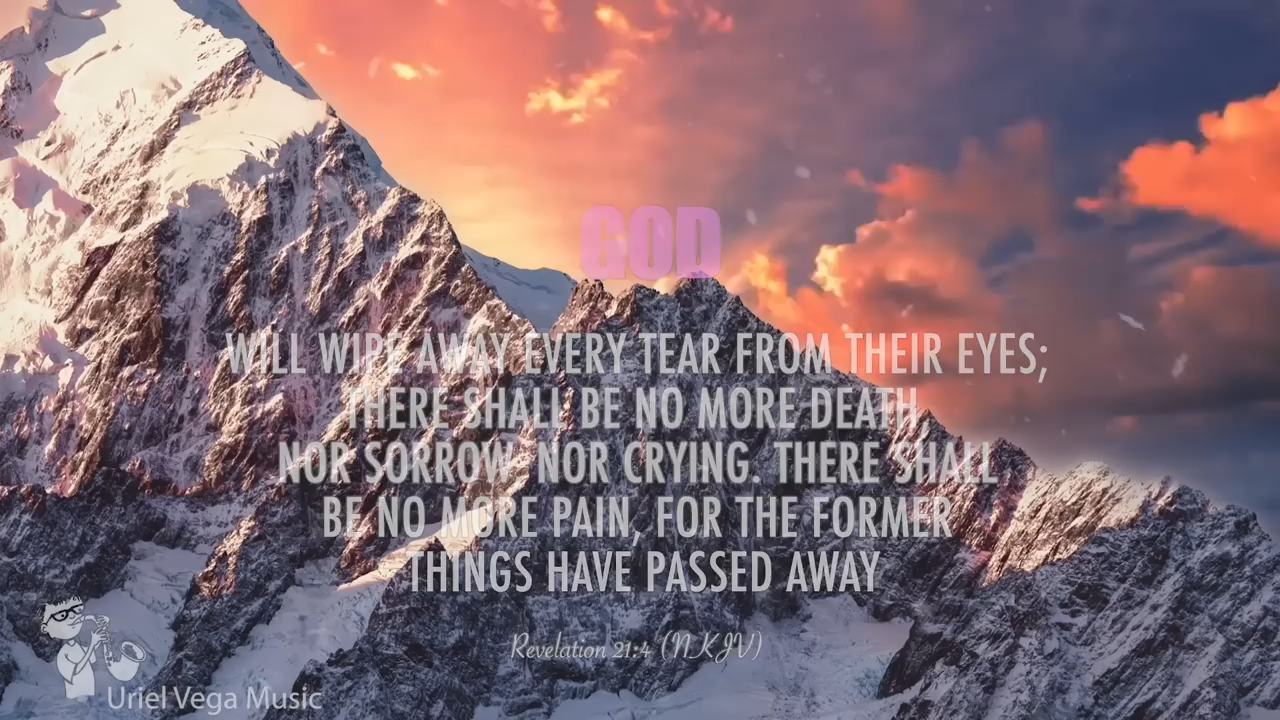 GOD
WILL WIPE AWAY EVERY TEAR FROM THEIR EYES;
THERE SHALL BE NO MORE DEATH,
NOR SORROW, NOR CRYING. THERE SHALL
BE NO MORE PAIN, FOR THE FORMER
THINGS HAVE PASSED AWAY
Revelation 21:4 (NKJV)
Uriel Vega Music